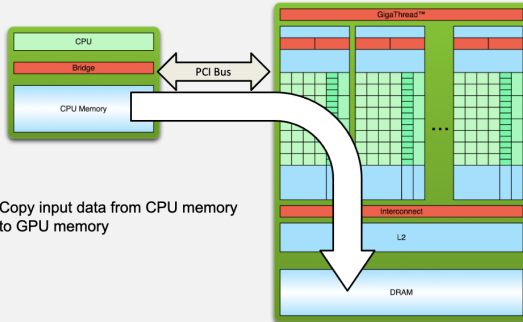 GigaThread™
CPU
Bridge
PCI Bus
CPU Memory
...
Copy input data from CPU memory
to GPU memory
Interconnect
L2
DRAM